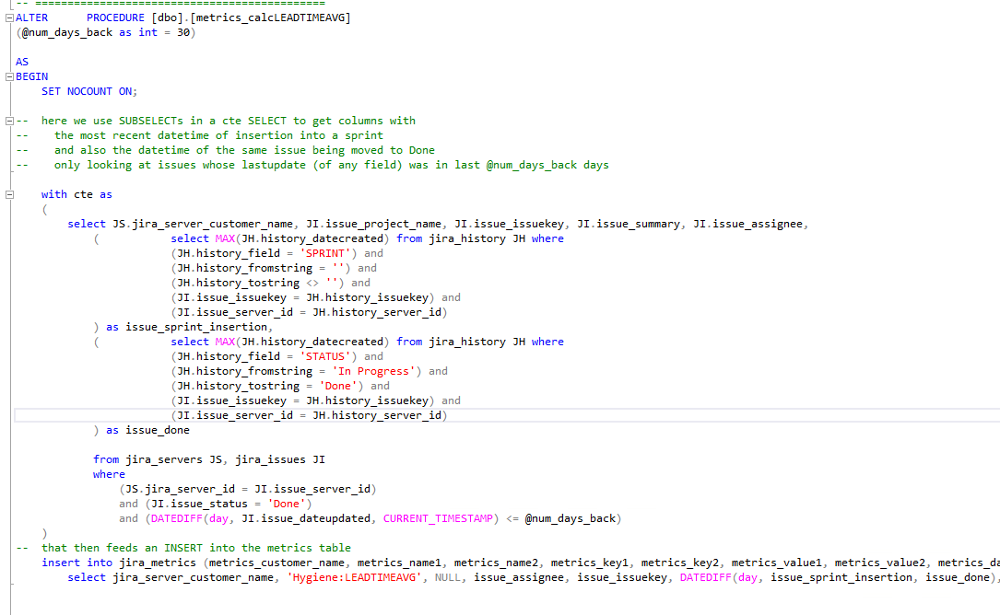 -- =============================================
ALTER PROCEDURE [dbo].[metrics_calcLEADTIMEAVG]
(@num_days_back as int = 30)
AS
BEGIN
SET NOCOUNT ON;
-- here we use SUBSELECTs in a cte SELECT to get columns with
-- the most recent datetime of insertion into a sprint
-- and also the datetime of the same issue being moved to Done
-- only looking at issues whose lastupdate (of any field) was in last @num_days_back days
with cte as
(
select JS.jira_server_customer_name, JI.issue_project_name, JI.issue_issuekey, JI.issue_summary, JI.issue_assignee,
( select MAX(JH.history_datecreated) from jira_history JH where
(JH.history_field = 'SPRINT') and
(JH.history_fromstring = '') and
(JH.history_tostring <> '') and
(JI.issue_issuekey = JH.history_issuekey) and
(JI.issue_server_id = JH.history_server_id)
) as issue_sprint_insertion,
( select MAX(JH.history_datecreated) from jira_history JH where
(JH.history_field = 'STATUS') and
(JH.history_fromstring = 'In Progress') and
(JH.history_tostring = 'Done') and
(JI.issue_issuekey = JH.history_issuekey) and
(JI.issue_server_id = JH.history_server_id)
) as issue_done
from jira_servers JS, jira_issues JI
where
(JS.jira_server_id = JI.issue_server_id)
and (JI.issue_status = 'Done')
and (DATEDIFF(day, JI.issue_dateupdated, CURRENT_TIMESTAMP) <= @num_days_back)
)
-- that then feeds an INSERT into the metrics table
insert into jira_metrics (metrics_customer_name, metrics_name1, metrics_name2, metrics_key1, metrics_key2, metrics_value1, metrics_value2, metrics_da
select jira_server_customer_name, 'Hygiene:LEADTIMEAVG', NULL, issue_assignee, issue_issuekey, DATEDIFF(day, issue_sprint_insertion, issue_done),